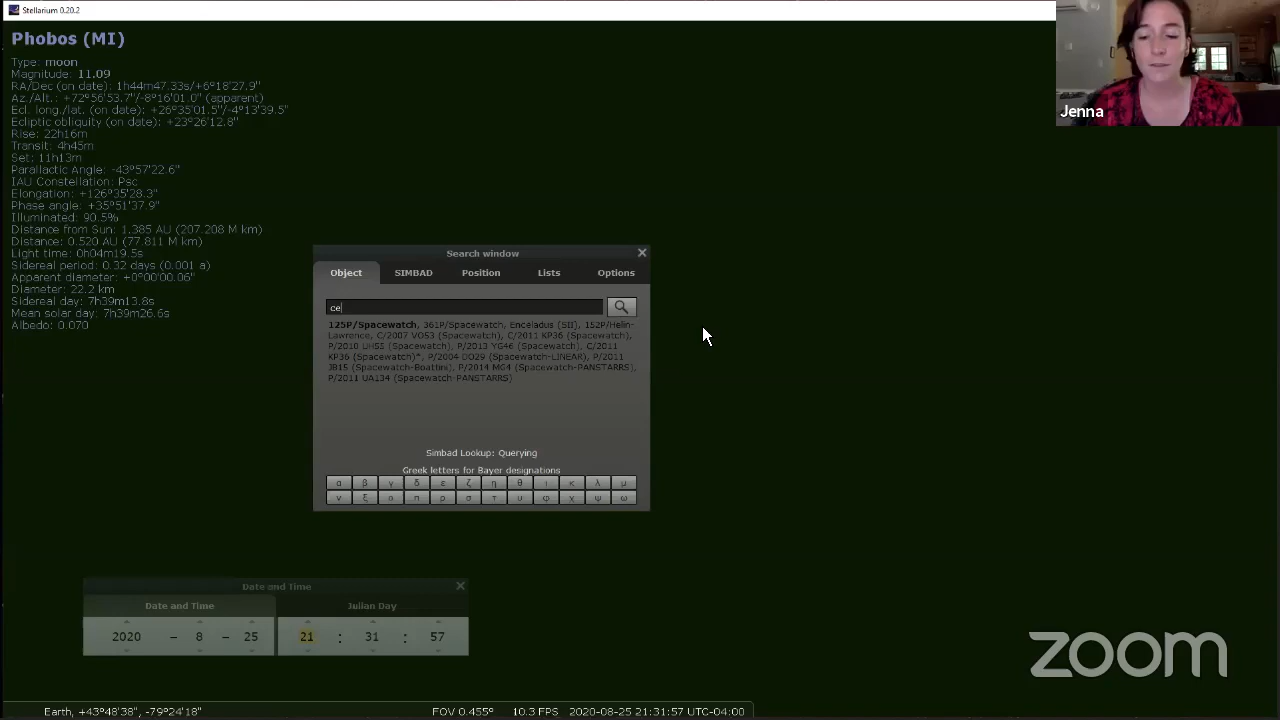 Stellarium 0.20.2
Phobos (MI)
Type: moon
Magnitude: 11.09
RA/Dec (on date): 1h44m47.33s/+6°18'27.9"
Az./Alt.: +72°56'53.7"/-8°16'01.0" (apparent)
Ecl. long./lat. (on date): +26°35'01.5"/-4°13'39.5"
Ecliptic obliquity (on date): +23°26'12.8"
Rise: 22h16m
Transit: 4h45m
Set: 11h13m
Parallactic Angle: -43°57'22.6"
IAU Constellation: Psc
Elongation: +126°35'28.3"
Phase angle: +35°51'37.9"
Illuminated: 90.5%
Distance from Sun: 1.385 AU (207.208 M km)
Distance: 0.520 AU (77.811 M km)
Light time: 0h04m19.5s
Sidereal period: 0.32 days (0.001 a)
Apparent diameter: +0°00'00.06"
Diameter: 22.2 km
Sidereal day: 7h39m13.8s
Mean solar day: 7h39m26.6s
Albedo: 0.070
Jenna
Search window
Object SIMBAD Position Lists Options
ce
125P/Spacewatch, 361P/Spacewatch, Enceladus (SII), 152P/Helin-
Lawrence, C/2007 VO53 (Spacewatch), C/2011 KP36 (Spacewatch),
P/2010 UH55 (Spacewatch), P/2013 YG46 (Spacewatch), C/2011
KP36 (Spacewatch)*, P/2004 DO29 (Spacewatch-LINEAR), P/2011
JB15 (Spacewatch-Boattini), P/2014 MG4 (Spacewatch-PANSTARRS),
P/2011 UA134 (Spacewatch-PANSTARRS)
Simbad Lookup: Querying
Greek letters for Bayer designations
α β γ δ ε ζ η θ ι κ λ μ
ν ξ ο π ρ σ τ υ φ χ ψ ω
Date and Time
Date and Time Julian Day
2020 – 8 – 25 21 : 31 : 57
zoom
Earth, +43°48'38", -79°24'18" FOV 0.455° 10.3 FPS 2020-08-25 21:31:57 UTC-04:00